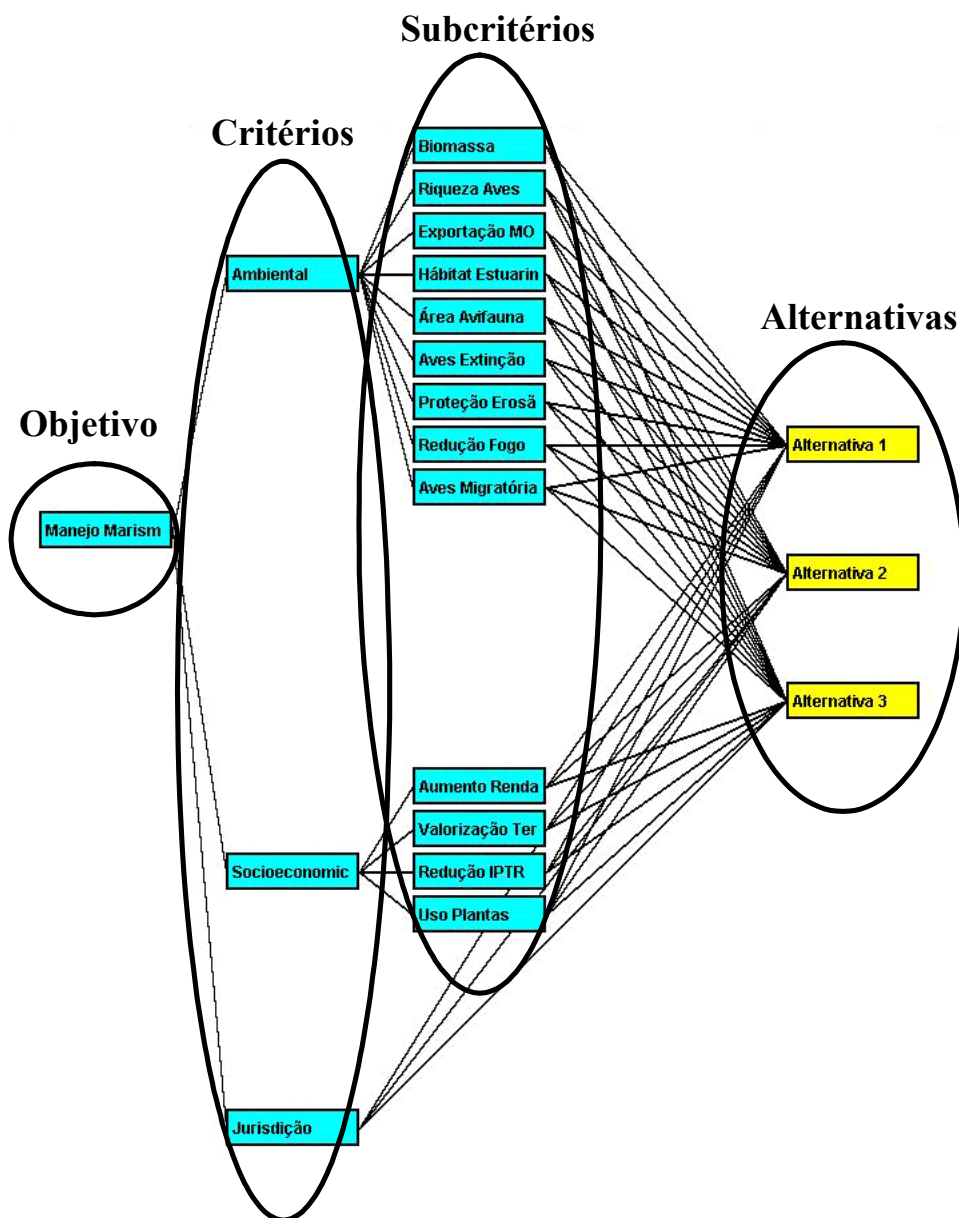 Subcritérios
Critérios
Biomassa
Riqueza Aves
Exportação MO
Ambiental
Hábitat Estuarin
Área Avifauna
Alternativas
Aves Extinção
Proteção Erosã
Objetivo
Redução Fogo
Alternativa 1
Aves Migratória
Manejo Marism
Alternativa 2
Alternativa 3
Aumento Renda
Valorização Ter
Socioeconomic
Redução IPTR
Uso Plantas
Jurisdição